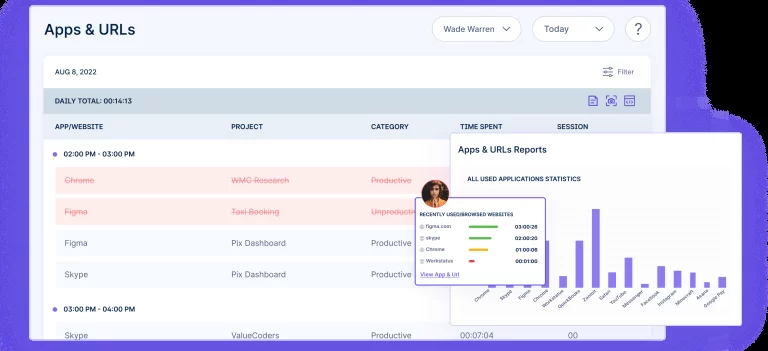 Apps & URLs
Wade Warren
Today
?
AUG 8, 2022
Filter
DAILY TOTAL: 00:14:13
APP/WEBSITE PROJECT CATEGORY TIME SPENT SESSION
02:00 PM - 03:00 PM
Chrome WMC Research Productive
Figma Taxi Booking Unproducti
Figma Pix Dashboard Productive
Skype Pix Dashboard Productive
03:00 PM - 04:00 PM
Skype ValueCoders Productive 00:07:04 00
Apps & URLs Reports
ALL USED APPLICATIONS STATISTICS
RECENTLY USED/BROWSED WEBSITES
figma.com 03:00:26
skype 02:00:20
Chrome 01:00:06
Workstatus 00:01:00
View App & Url
Chrome Skype Figma Chrome Workstatus QuickBooks Zoom Safari YouTube Messenger Facebook Instagram Minecraft Asana Google Pay